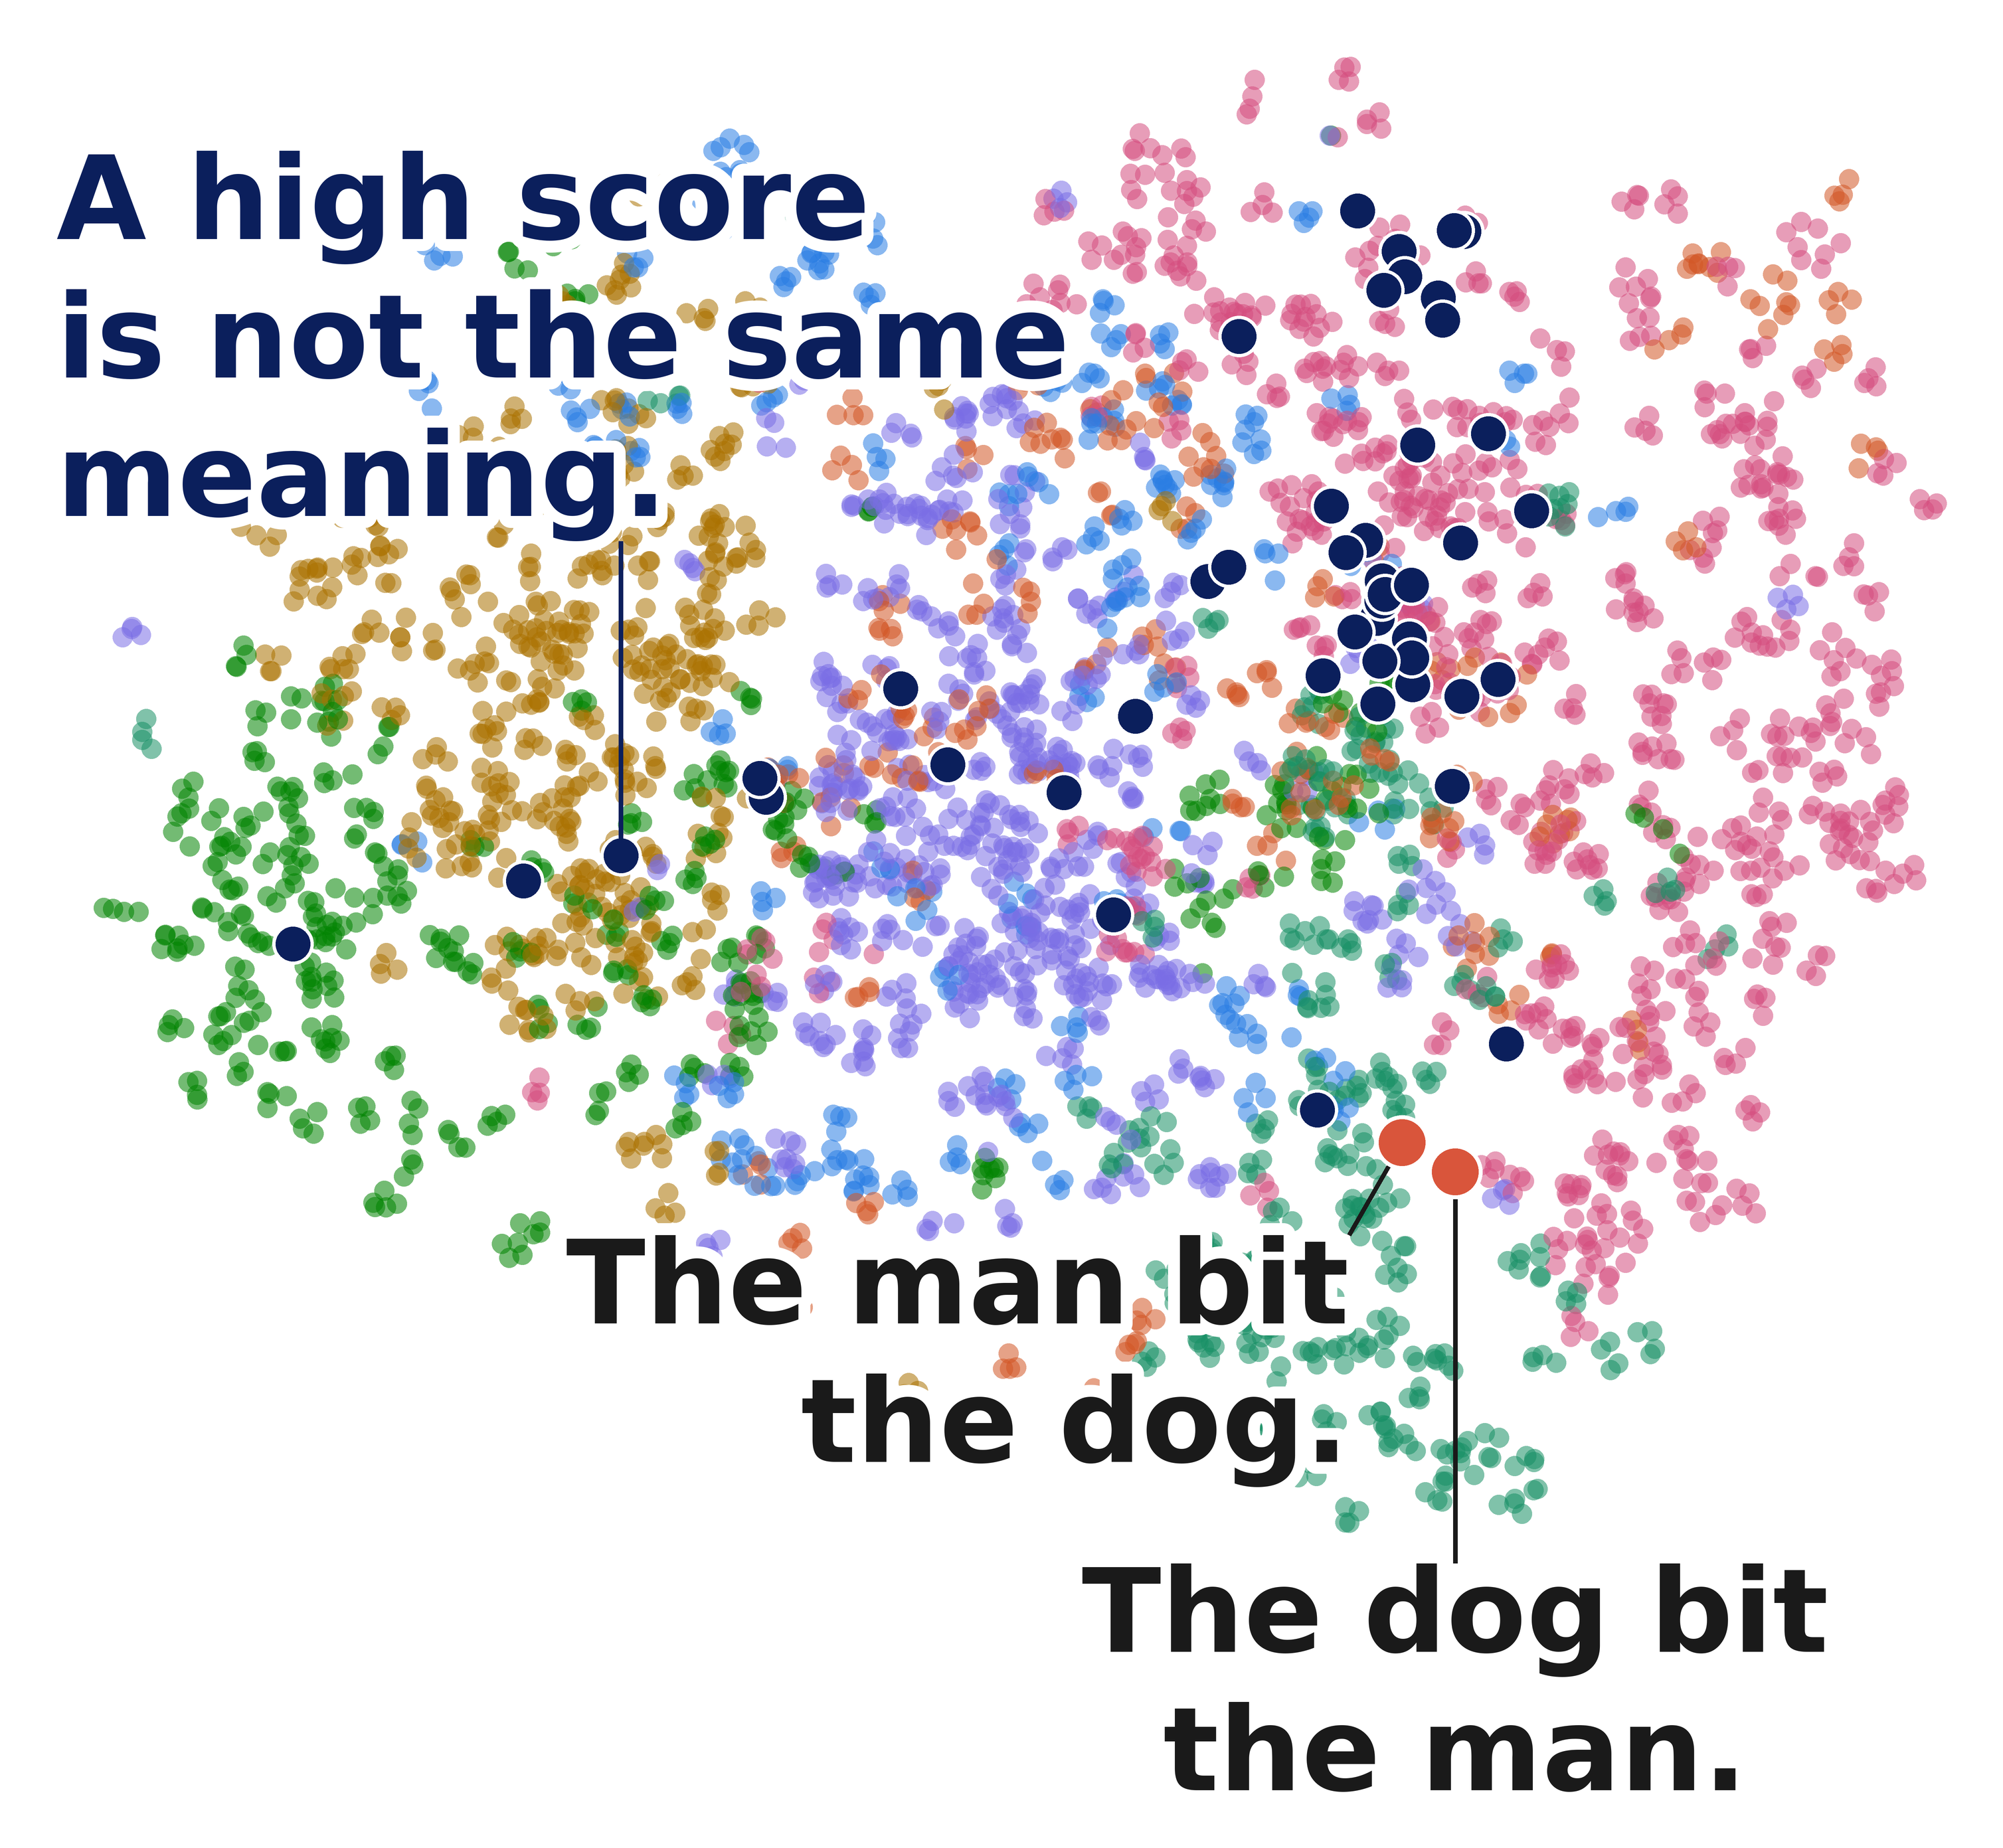 A high score
is not the same
meaning.
The man bit
the dog.
The dog bit
the man.